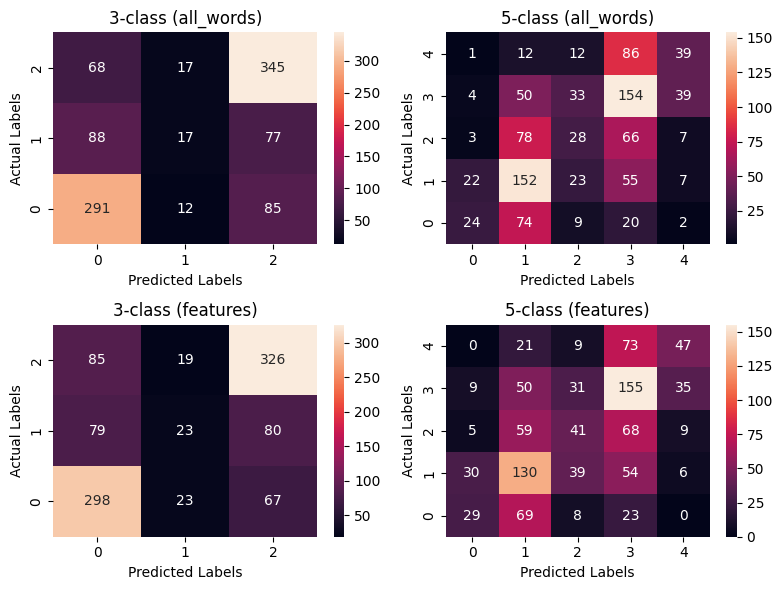 3-class (all_words)
Actual Labels
2
68 17 345
1
88 17 77
0
291 12 85
0 1 2
Predicted Labels
300
250
200
150
100
50
5-class (all_words)
Actual Labels
4
1 12 12 86 39
3
4 50 33 154 39
2
3 78 28 66 7
1
22 152 23 55 7
0
24 74 9 20 2
0 1 2 3 4
Predicted Labels
150
125
100
75
50
25
3-class (features)
Actual Labels
2
85 19 326
1
79 23 80
0
298 23 67
0 1 2
Predicted Labels
300
250
200
150
100
50
5-class (features)
Actual Labels
4
0 21 9 73 47
3
9 50 31 155 35
2
5 59 41 68 9
1
30 130 39 54 6
0
29 69 8 23 0
0 1 2 3 4
Predicted Labels
150
125
100
75
50
25
0